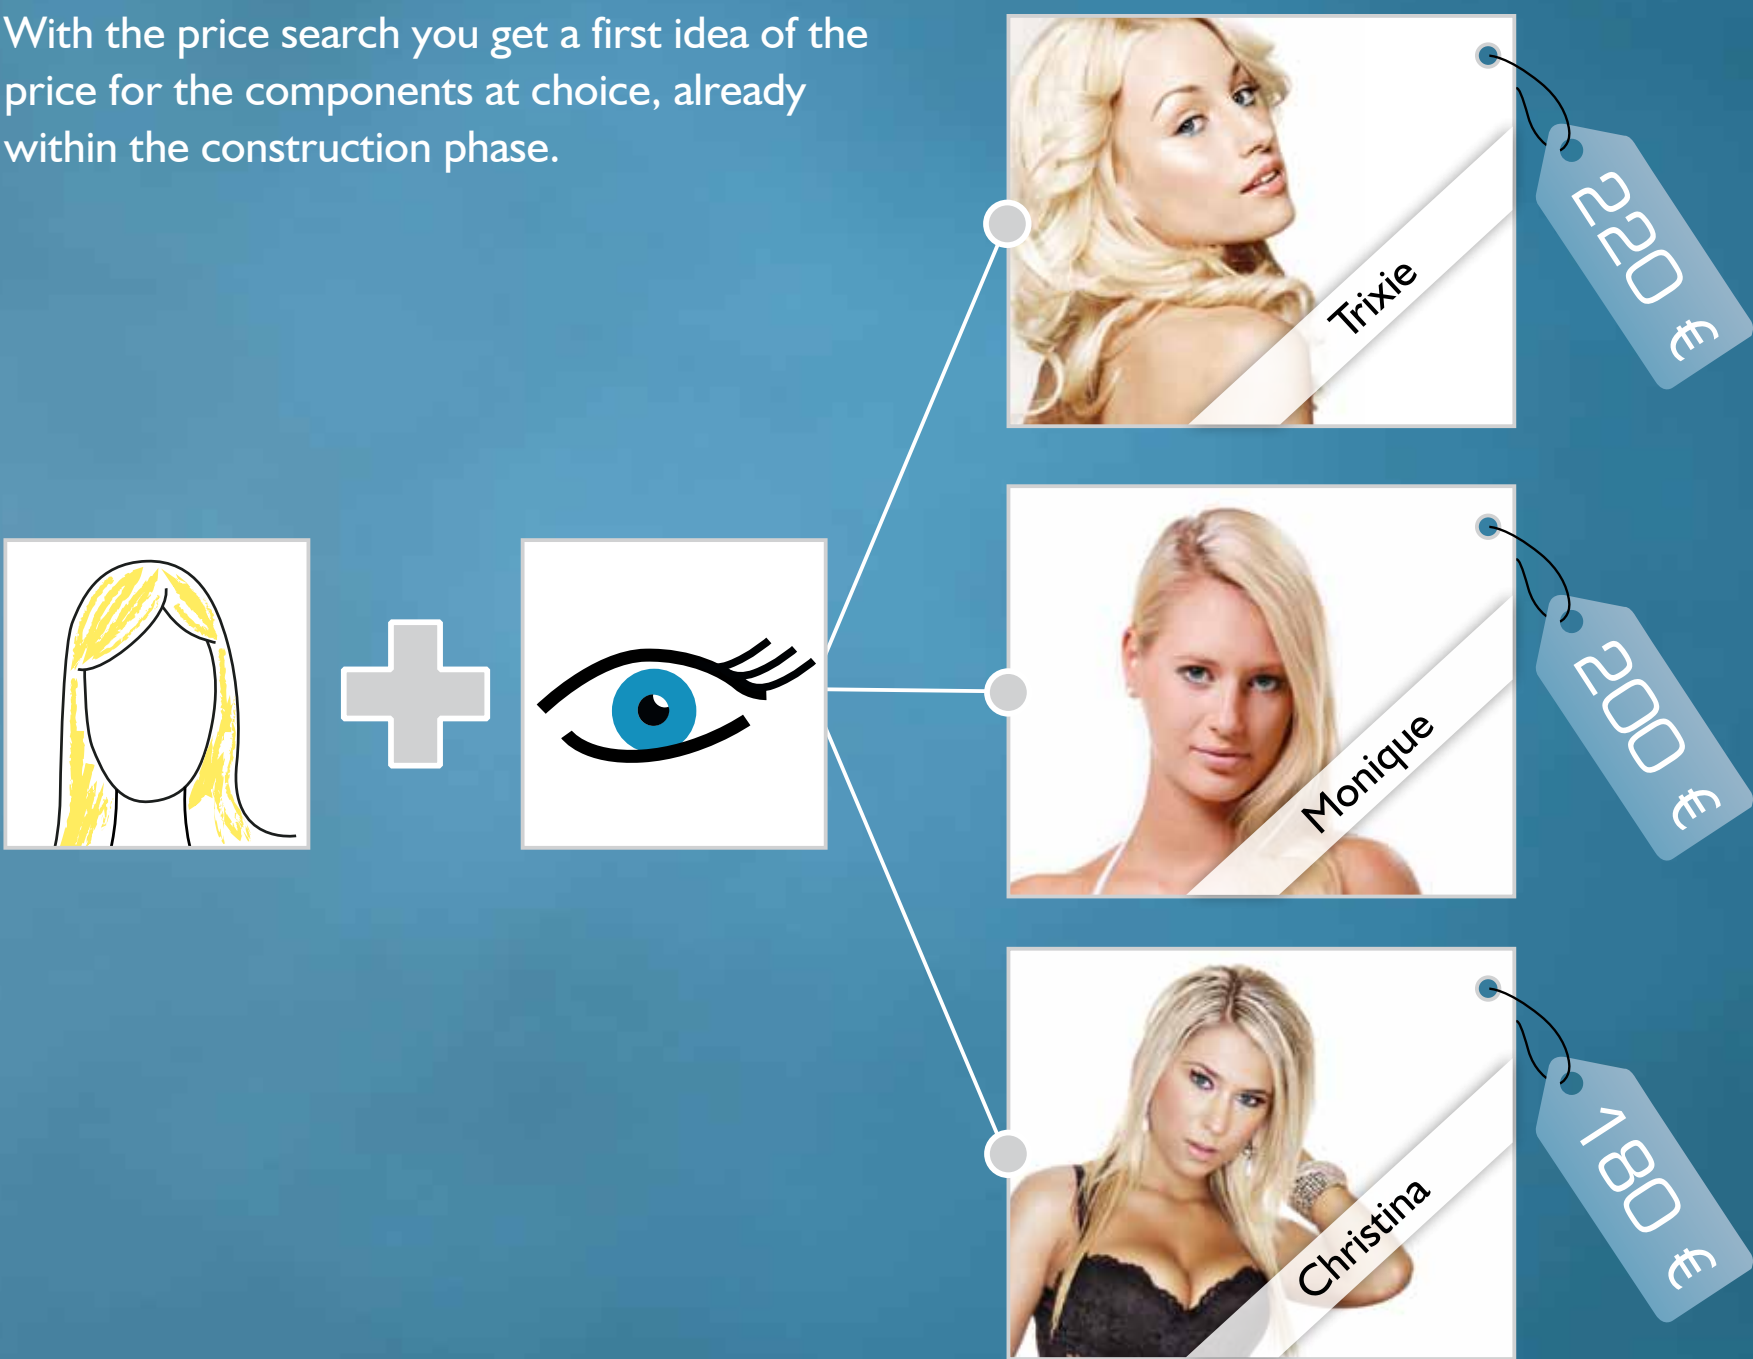 With the price search you get a first idea of the
price for the components at choice, already
within the construction phase.
Trixie
220 €
Monique
200 €
Christina
180 €